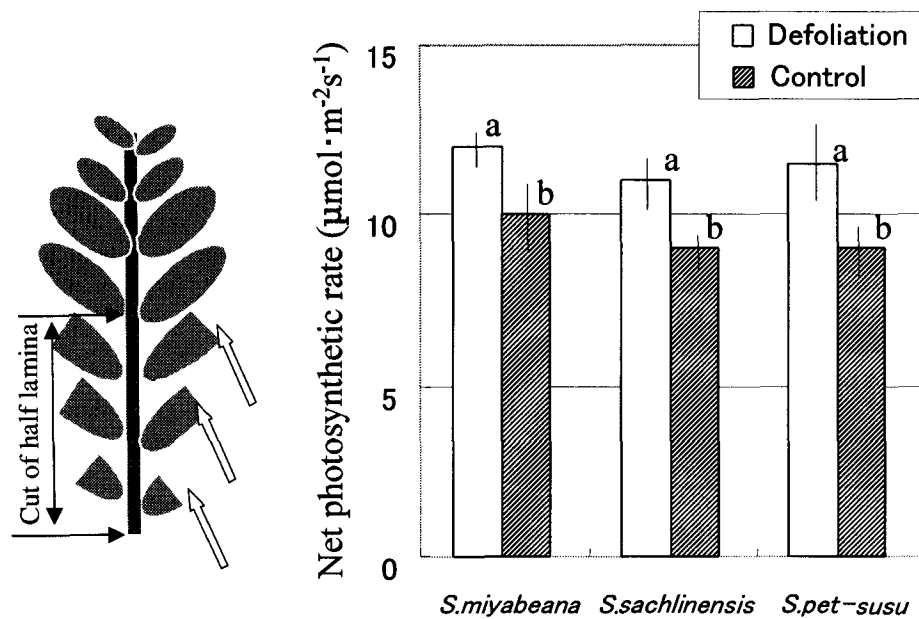 Cut of half lamina
Net photosynthetic rate (μmol·m⁻²s⁻¹)
15
10
5
0
Defoliation
Control
a
b
a
b
a
b
S.miyabeana
S.sachlinensis
S.pet-susu